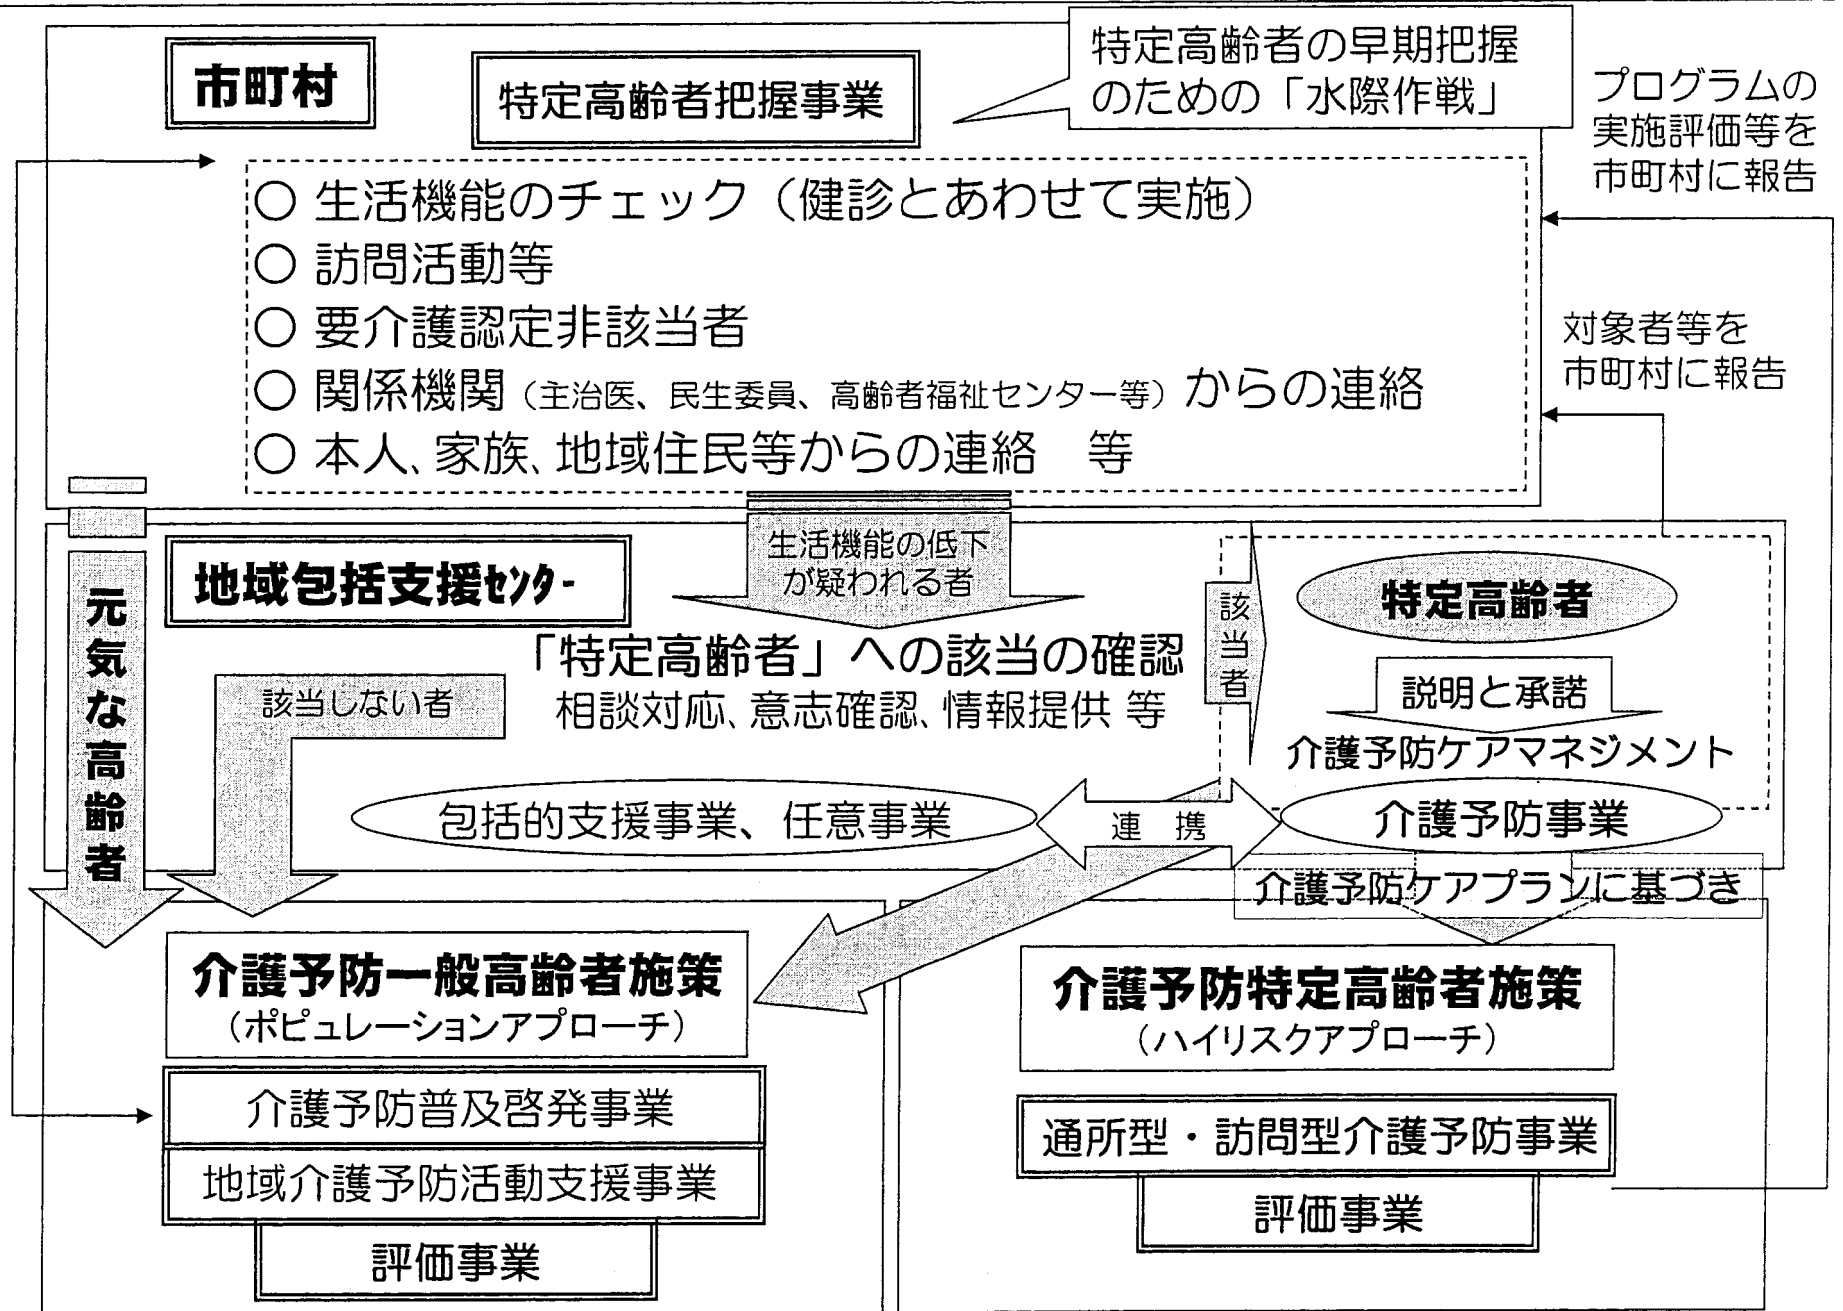 市町村
特定高齢者把握事業
特定高齢者の早期把握
のための「水際作戦」
プログラムの
実施評価等を
市町村に報告
○ 生活機能のチェック（健診とあわせて実施）
○ 訪問活動等
○ 要介護認定非該当者
○ 関係機関（主治医、民生委員、高齢者福祉センター等）からの連絡
○ 本人、家族、地域住民等からの連絡　等
対象者等を
市町村に報告
元気な高齢者
地域包括支援ｾﾝﾀｰ
生活機能の低下
が疑われる者
「特定高齢者」への該当の確認
相談対応、意志確認、情報提供 等
該当しない者
該当者
特定高齢者
説明と承諾
介護予防ケアマネジメント
包括的支援事業、任意事業
連　携
介護予防事業
介護予防ケアプランに基づき
介護予防一般高齢者施策
（ポピュレーションアプローチ）
介護予防普及啓発事業
地域介護予防活動支援事業
評価事業
介護予防特定高齢者施策
（ハイリスクアプローチ）
通所型・訪問型介護予防事業
評価事業